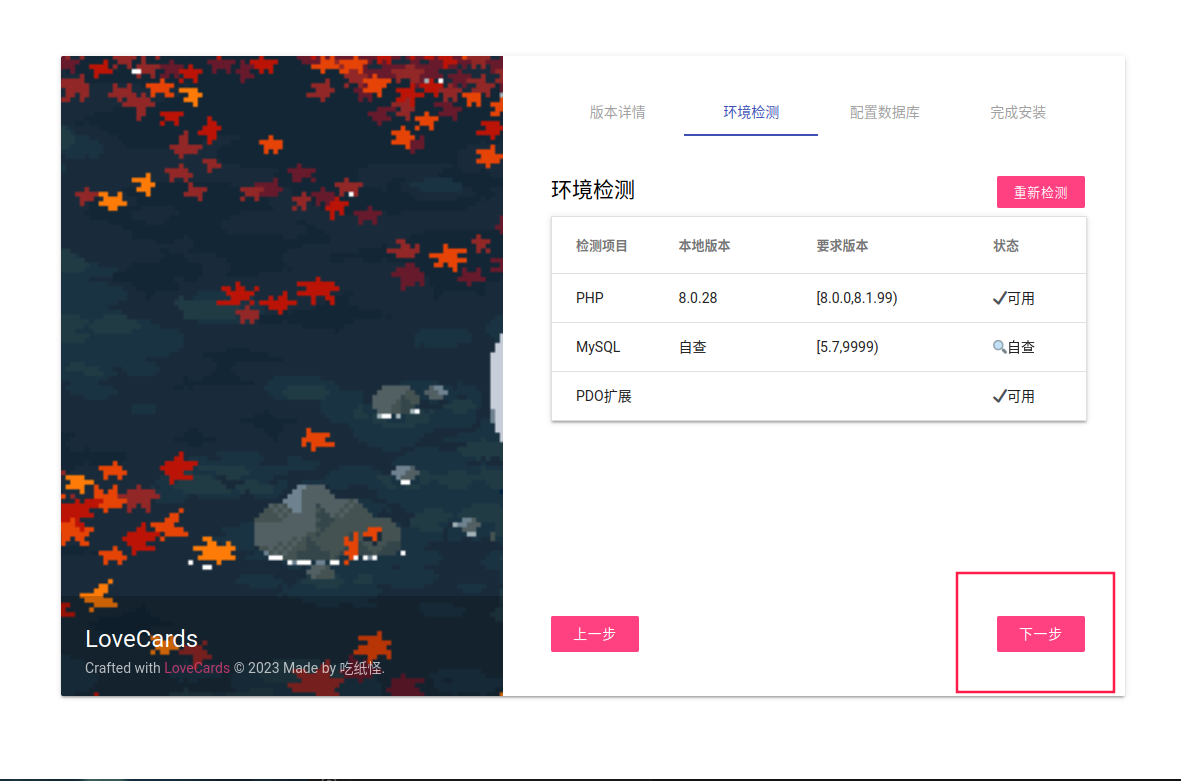 版本详情 环境检测 配置数据库 完成安装
环境检测 重新检测
检测项目 本地版本 要求版本 状态
PHP 8.0.28 [8.0.0,8.1.99) ✓可用
MySQL 自查 [5.7,9999) 🔍自查
PDO扩展 ✓可用
上一步 下一步
LoveCards
Crafted with LoveCards © 2023 Made by 吃纸怪.